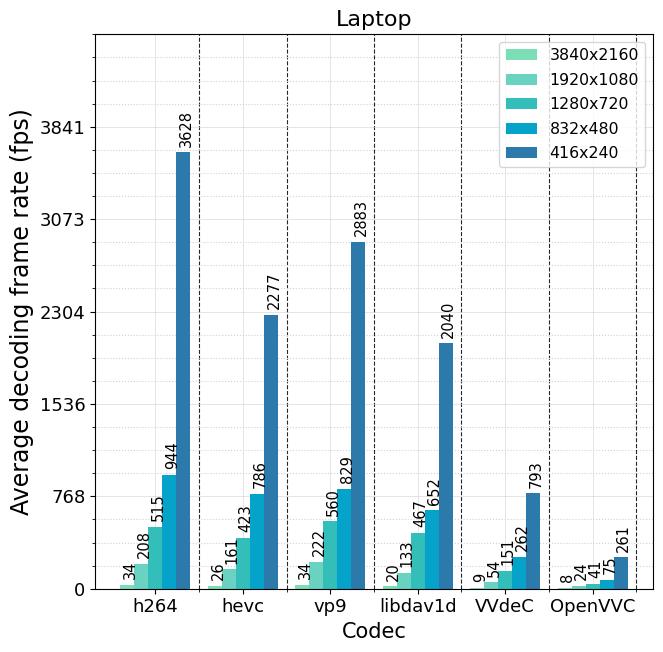 Laptop
3840x2160
1920x1080
1280x720
832x480
416x240
Average decoding frame rate (fps)
3841
3073
2304
1536
768
0
34
208
515
944
3628
26
161
423
786
2277
34
222
560
829
2883
20
133
467
652
2040
9
54
151
262
793
8
24
41
75
261
h264
hevc
vp9
libdav1d
VVdeC
OpenVVC
Codec